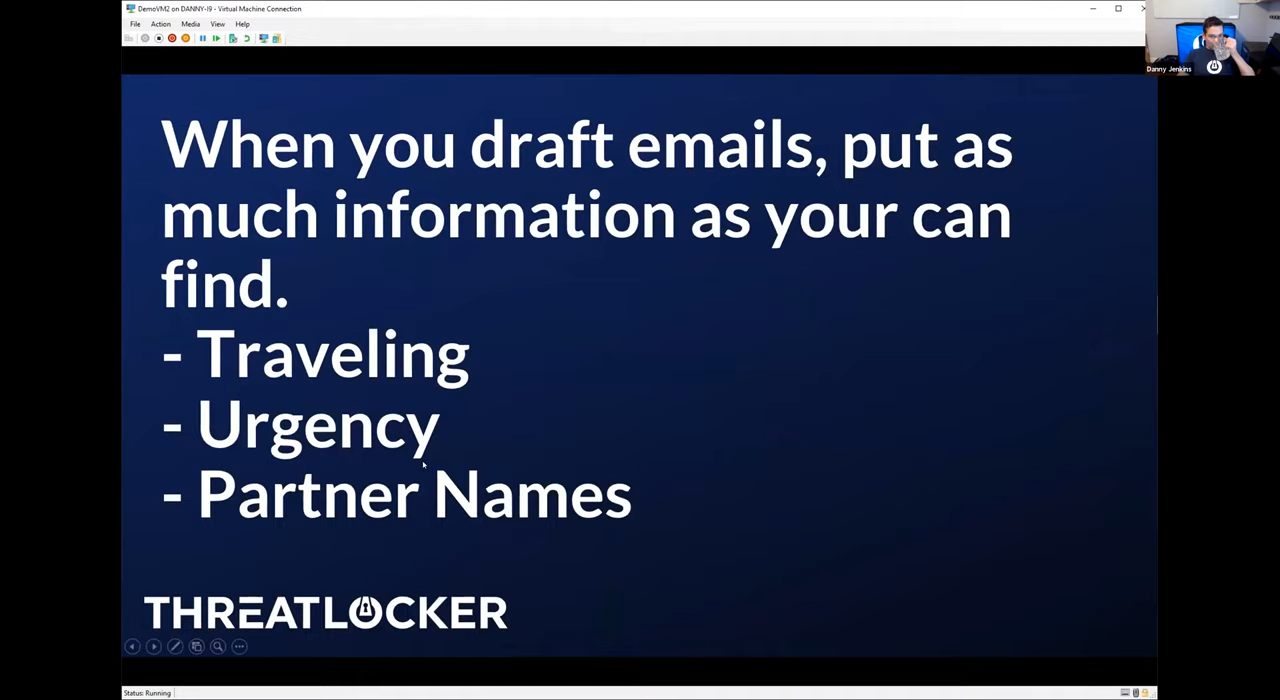 DemoVM2 on DANNY-I9 - Virtual Machine Connection
File Action Media View Help
Danny Jenkins
When you draft emails, put as
much information as your can
find.
- Traveling
- Urgency
- Partner Names
THREATLOCKER
Status: Running